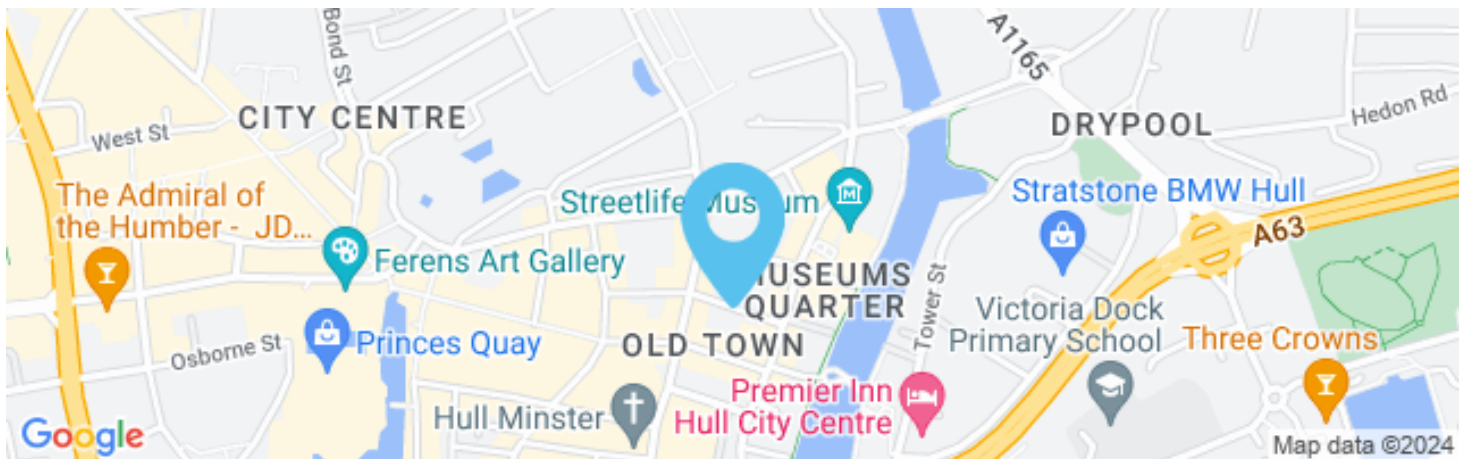 Bond St
A1165
Hedon Rd
CITY CENTRE
DRYPOOL
West St
The Admiral of
the Humber - JD...
Streetlife Museum
Stratstone BMW Hull
A63
Ferens Art Gallery
MUSEUMS
QUARTER
Tower St
Victoria Dock
Primary School
Three Crowns
Princes Quay
Osborne St
OLD TOWN
Premier Inn
Hull City Centre
Hull Minster
Google
Map data ©2024